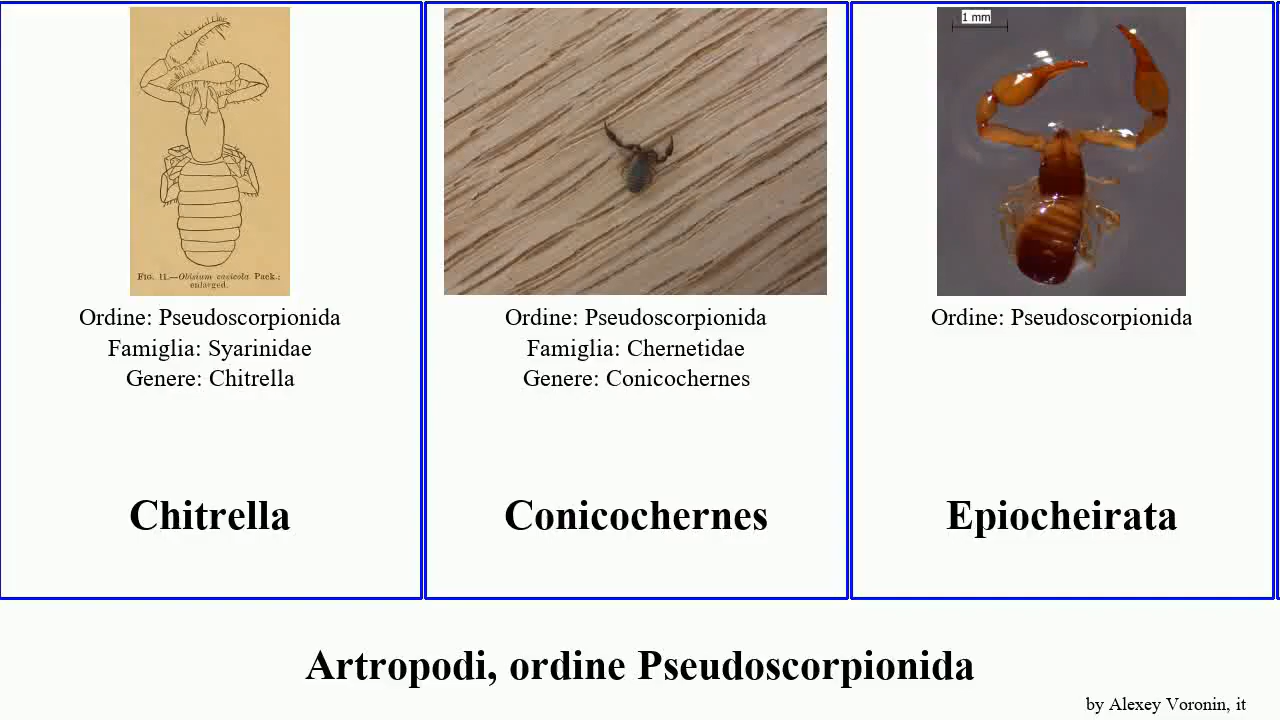 FIG. 11.—Obisium cavicola Pack.;
enlarged.
Ordine: Pseudoscorpionida
Famiglia: Syarinidae
Genere: Chitrella
Chitrella
Ordine: Pseudoscorpionida
Famiglia: Chernetidae
Genere: Conicochernes
Conicochernes
1 mm
Ordine: Pseudoscorpionida
Epiocheirata
Artropodi, ordine Pseudoscorpionida
by Alexey Voronin, it